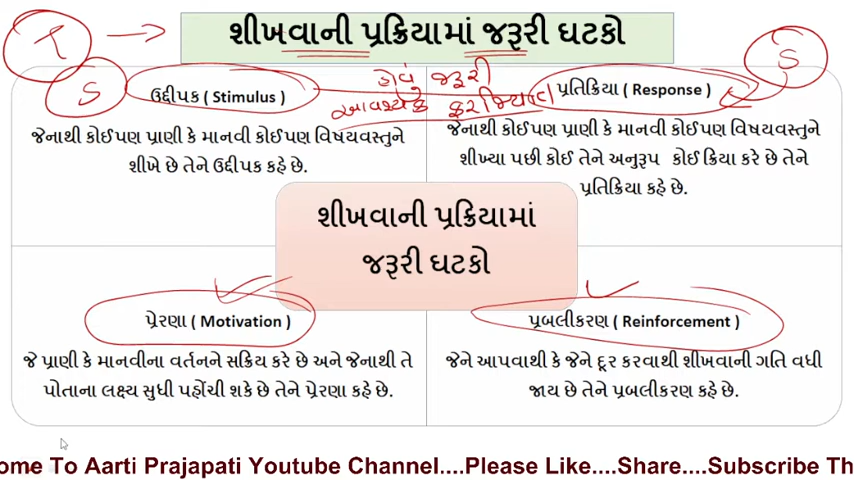 T
શીખવાની પ્રક્રિયામાં જરૂરી ઘટકો
S
S
હોવું જરૂરી
આવશ્યક ફરજિયાત
ઉદ્દીપક ( Stimulus )
જેનાથી કોઈપણ પ્રાણી કે માનવી કોઈપણ વિષયવસ્તુને
શીખે છે તેને ઉદ્દીપક કહે છે.
પ્રતિક્રિયા ( Response )
જેનાથી કોઈપણ પ્રાણી કે માનવી કોઈપણ વિષયવસ્તુને
શીખ્યા પછી કોઈ તેને અનુરૂપ કોઈ ક્રિયા કરે છે તેને
પ્રતિક્રિયા કહે છે.
શીખવાની પ્રક્રિયામાં
જરૂરી ઘટકો
પ્રેરણા ( Motivation )
જે પ્રાણી કે માનવીના વર્તનને સક્રિય કરે છે અને જેનાથી તે
પોતાના લક્ષ્ય સુધી પહોંચી શકે છે તેને પ્રેરણા કહે છે.
પ્રબલીકરણ ( Reinforcement )
જેને આપવાથી કે જેને દૂર કરવાથી શીખવાની ગતિ વધી
જાય છે તેને પ્રબલીકરણ કહે છે.
ome To Aarti Prajapati Youtube Channel....Please Like....Share....Subscribe Th